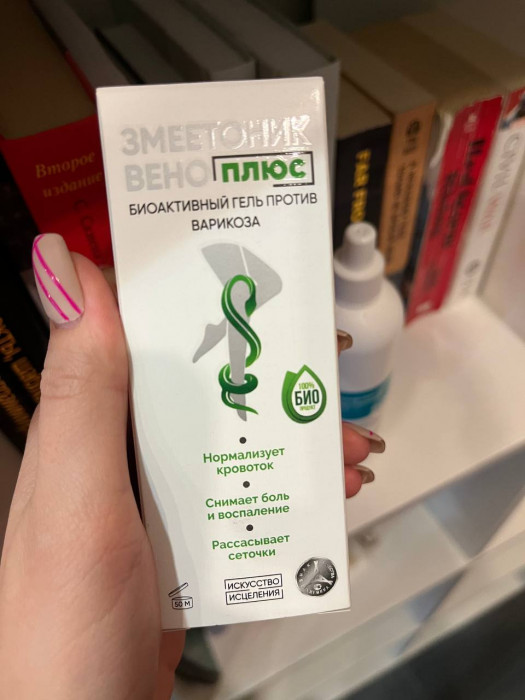 ЗМЕЕТОНИК
ВЕНО ПЛЮС
БИОАКТИВНЫЙ ГЕЛЬ ПРОТИВ
ВАРИКОЗА
100%
БИО
ПРОДУКТ
Нормализует
кровоток
Снимает боль
и воспаление
Рассасывает
сеточки
ИСКУССТВО
ИСЦЕЛЕНИЯ
50 М
Второе
издание